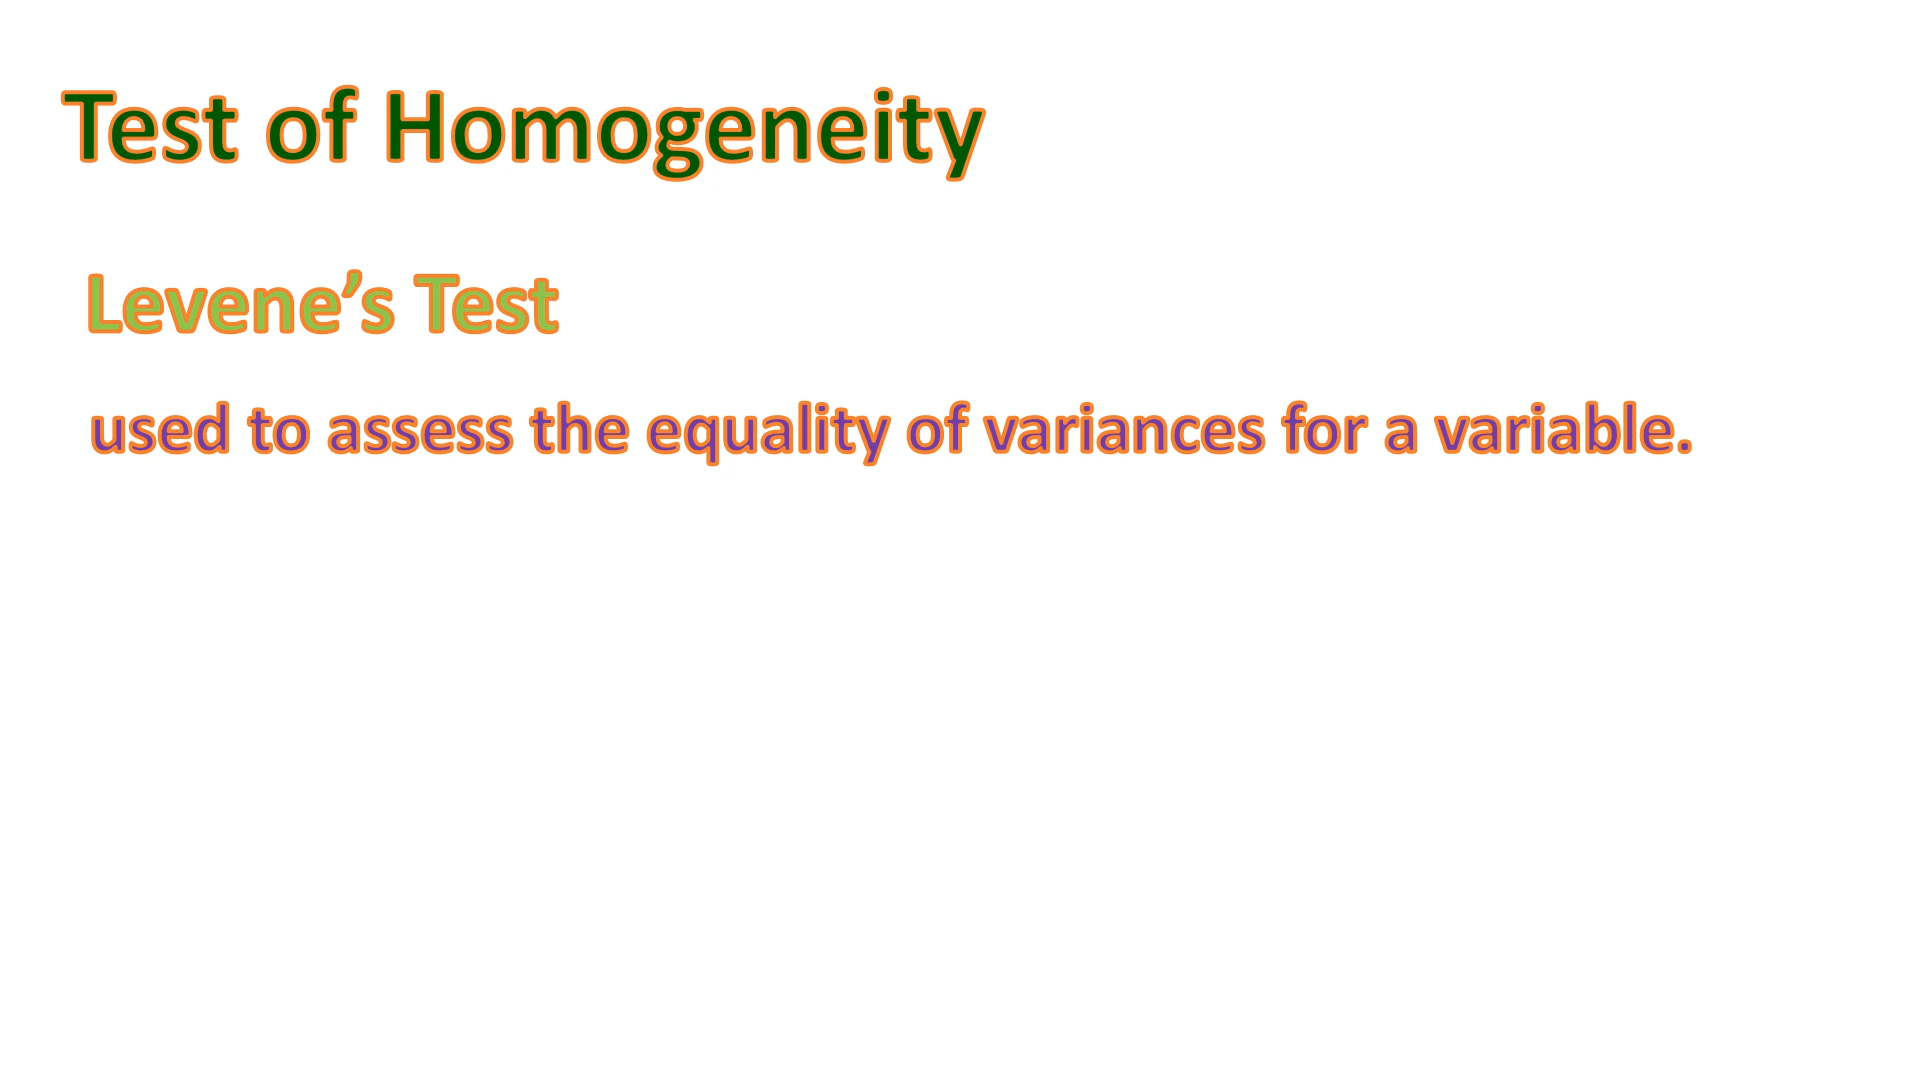 Test of Homogeneity
Levene’s Test
used to assess the equality of variances for a variable.